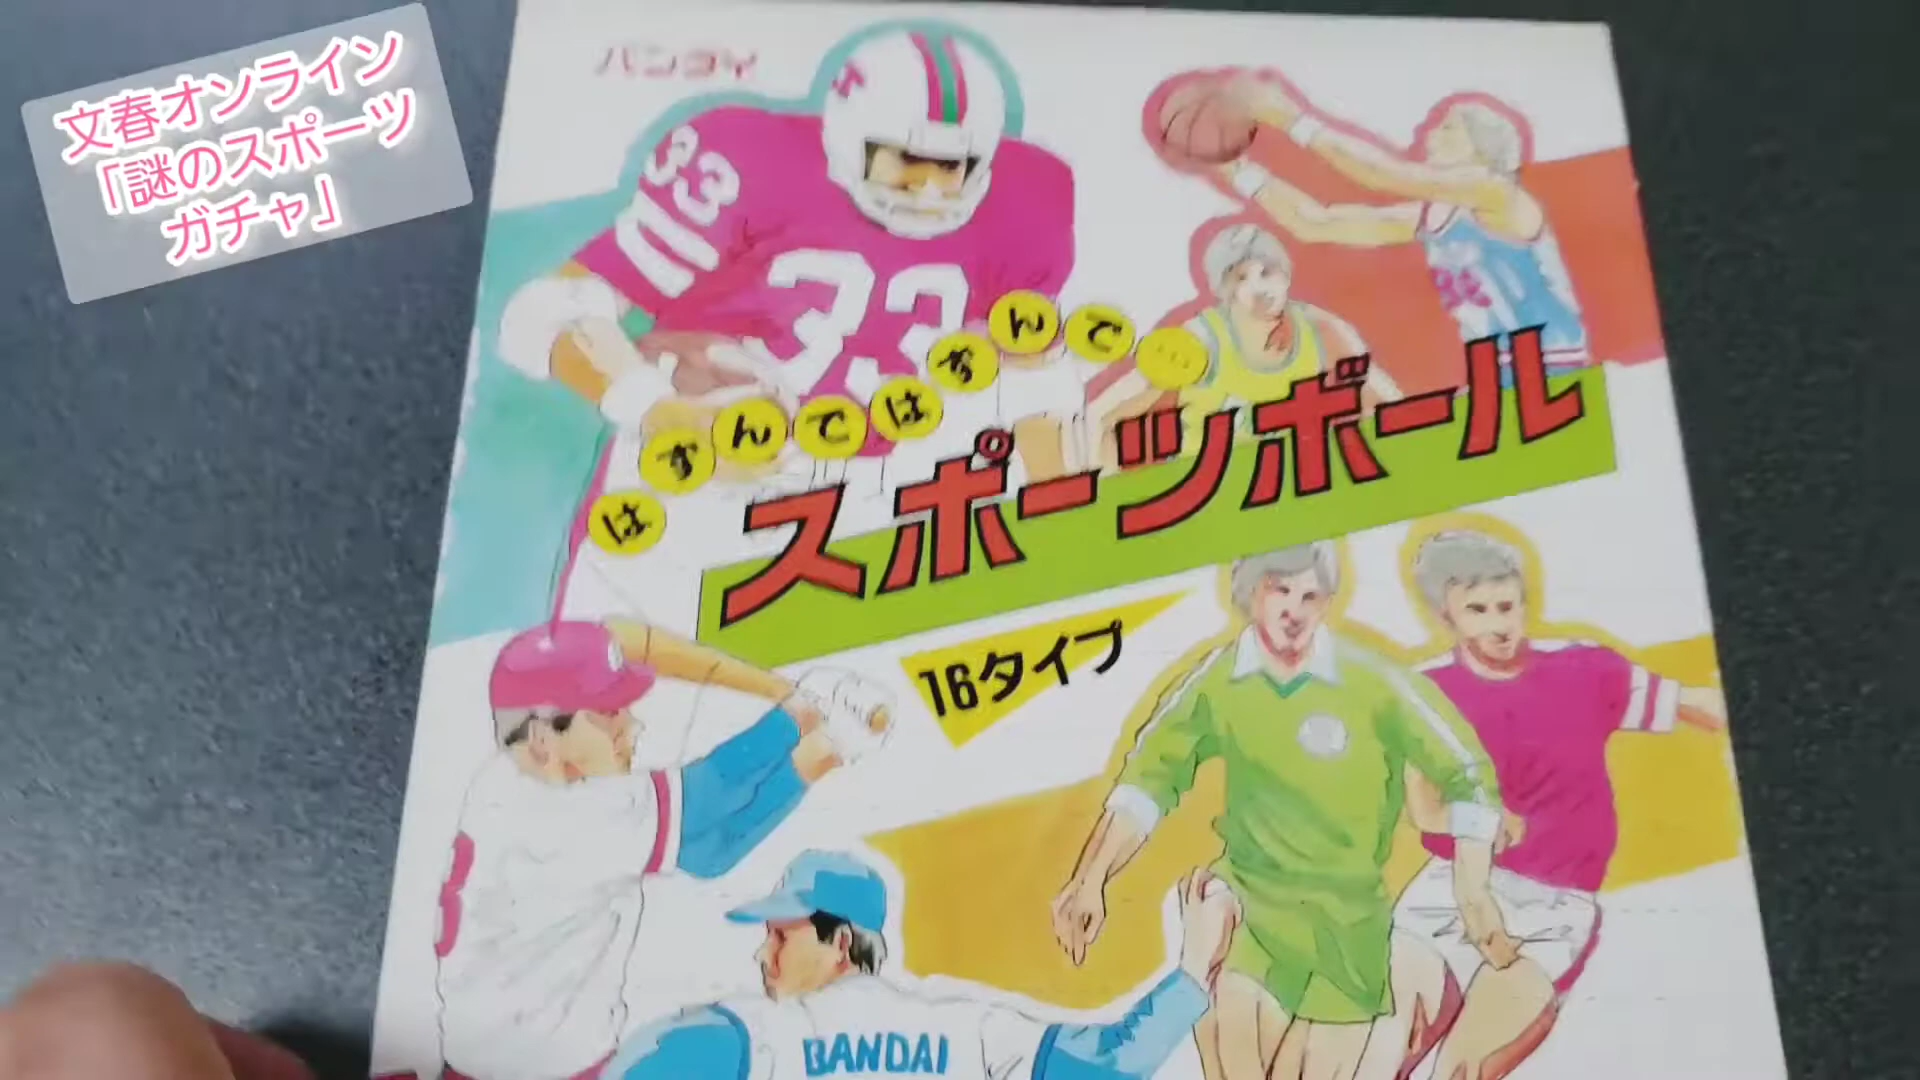 文春オンライン
「謎のスポーツ
ガチャ」
バンダイ
33
33
はずんではずんで…
スポーツボール
16タイプ
BANDAI